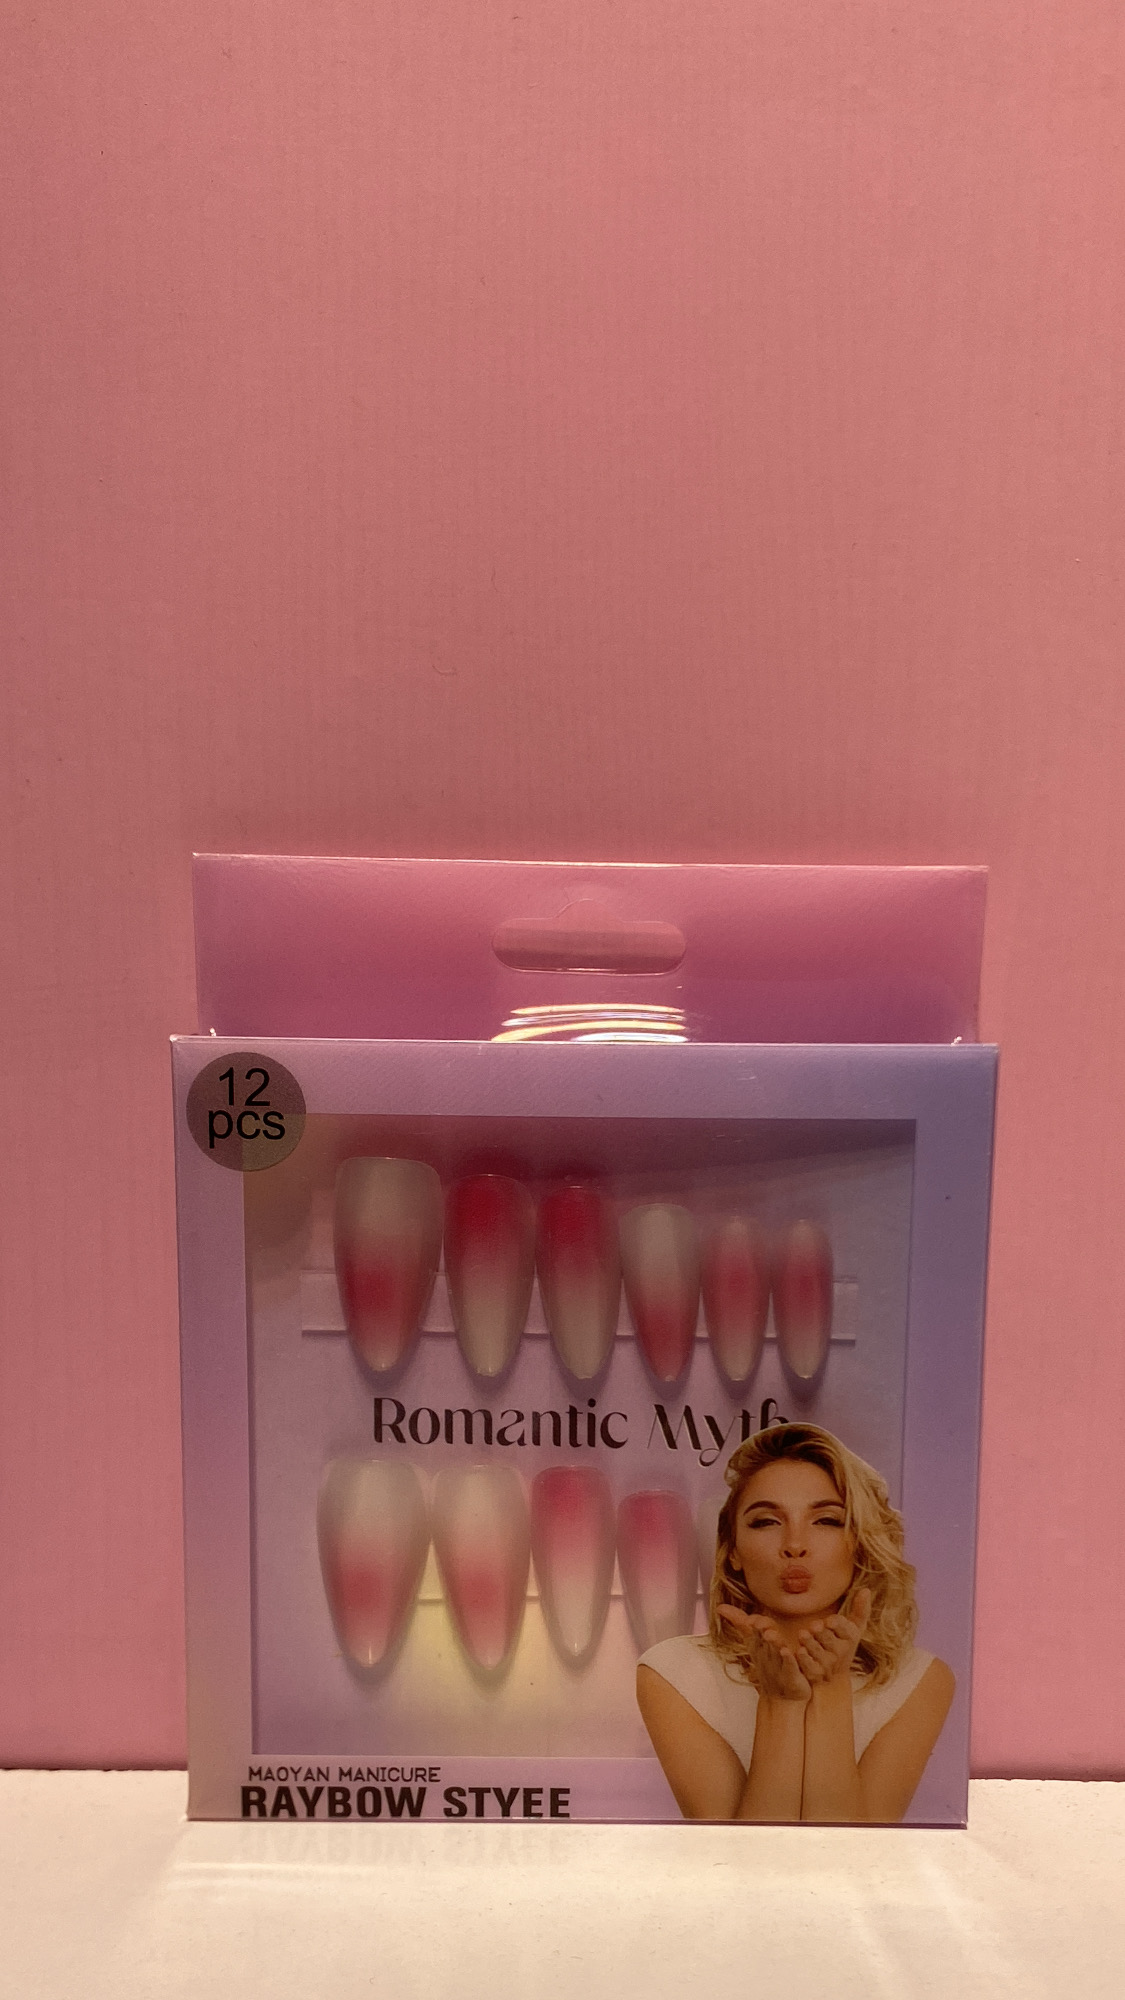 12
pcs
Romantic Myth
MAOYAN MANICURE
RAYBOW STYEE